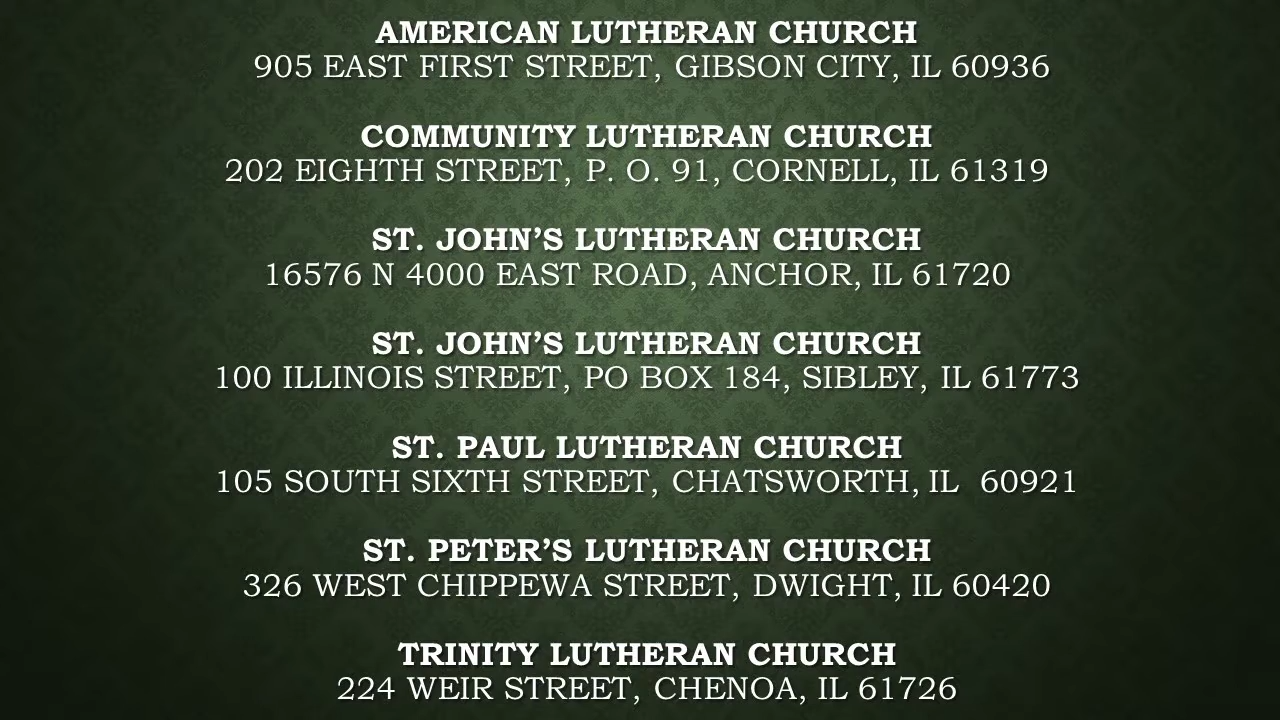 AMERICAN LUTHERAN CHURCH
905 EAST FIRST STREET, GIBSON CITY, IL 60936
COMMUNITY LUTHERAN CHURCH
202 EIGHTH STREET, P. O. 91, CORNELL, IL 61319
ST. JOHN’S LUTHERAN CHURCH
16576 N 4000 EAST ROAD, ANCHOR, IL 61720
ST. JOHN’S LUTHERAN CHURCH
100 ILLINOIS STREET, PO BOX 184, SIBLEY, IL 61773
ST. PAUL LUTHERAN CHURCH
105 SOUTH SIXTH STREET, CHATSWORTH, IL  60921
ST. PETER’S LUTHERAN CHURCH
326 WEST CHIPPEWA STREET, DWIGHT, IL 60420
TRINITY LUTHERAN CHURCH
224 WEIR STREET, CHENOA, IL 61726